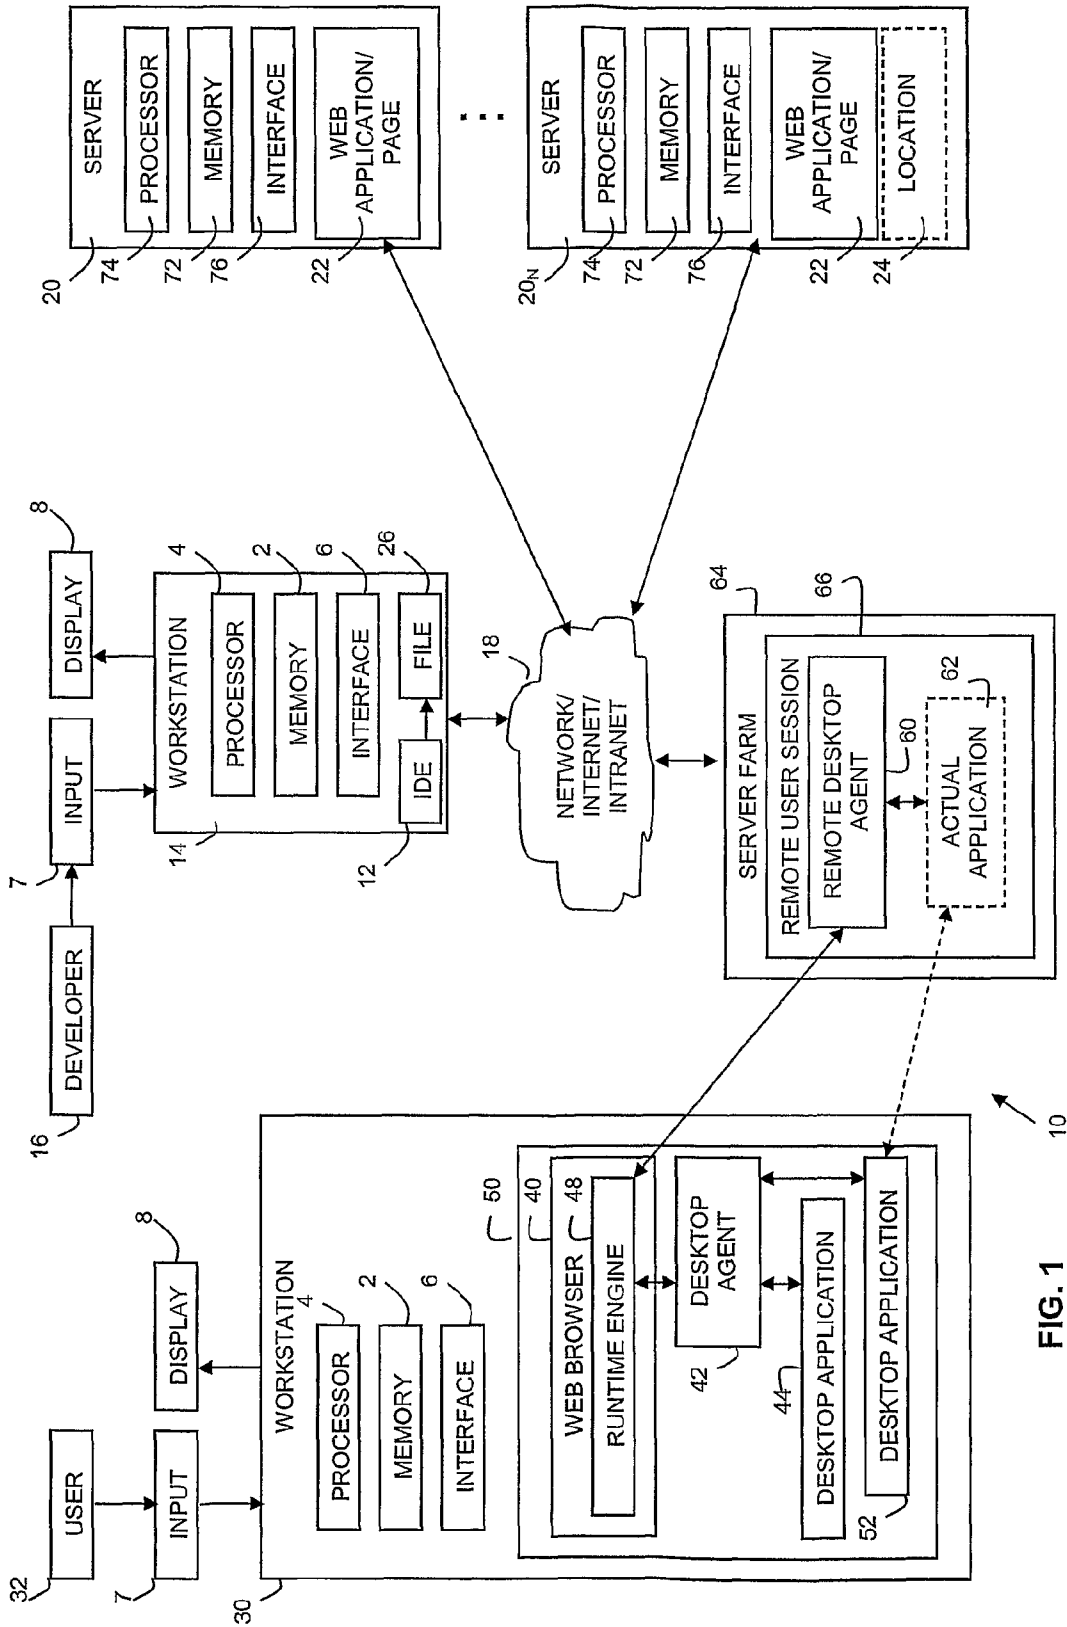 USER
32
INPUT
7
DISPLAY
8
30
WORKSTATION
PROCESSOR
4
MEMORY
2
INTERFACE
6
50
40
WEB BROWSER
48
RUNTIME ENGINE
DESKTOP
AGENT
42
44
DESKTOP APPLICATION
DESKTOP APPLICATION
52
DEVELOPER
16
INPUT
7
DISPLAY
8
WORKSTATION
14
PROCESSOR
4
MEMORY
2
INTERFACE
6
IDE
12
FILE
26
18
NETWORK/
INTERNET/
INTRANET
SERVER FARM
64
REMOTE USER SESSION
66
REMOTE DESKTOP
AGENT
60
ACTUAL
APPLICATION
62
10
SERVER
20
PROCESSOR
74
MEMORY
72
INTERFACE
76
WEB
APPLICATION/
PAGE
22
SERVER
20N
PROCESSOR
74
MEMORY
72
INTERFACE
76
WEB
APPLICATION/
PAGE
22
LOCATION
24
FIG. 1